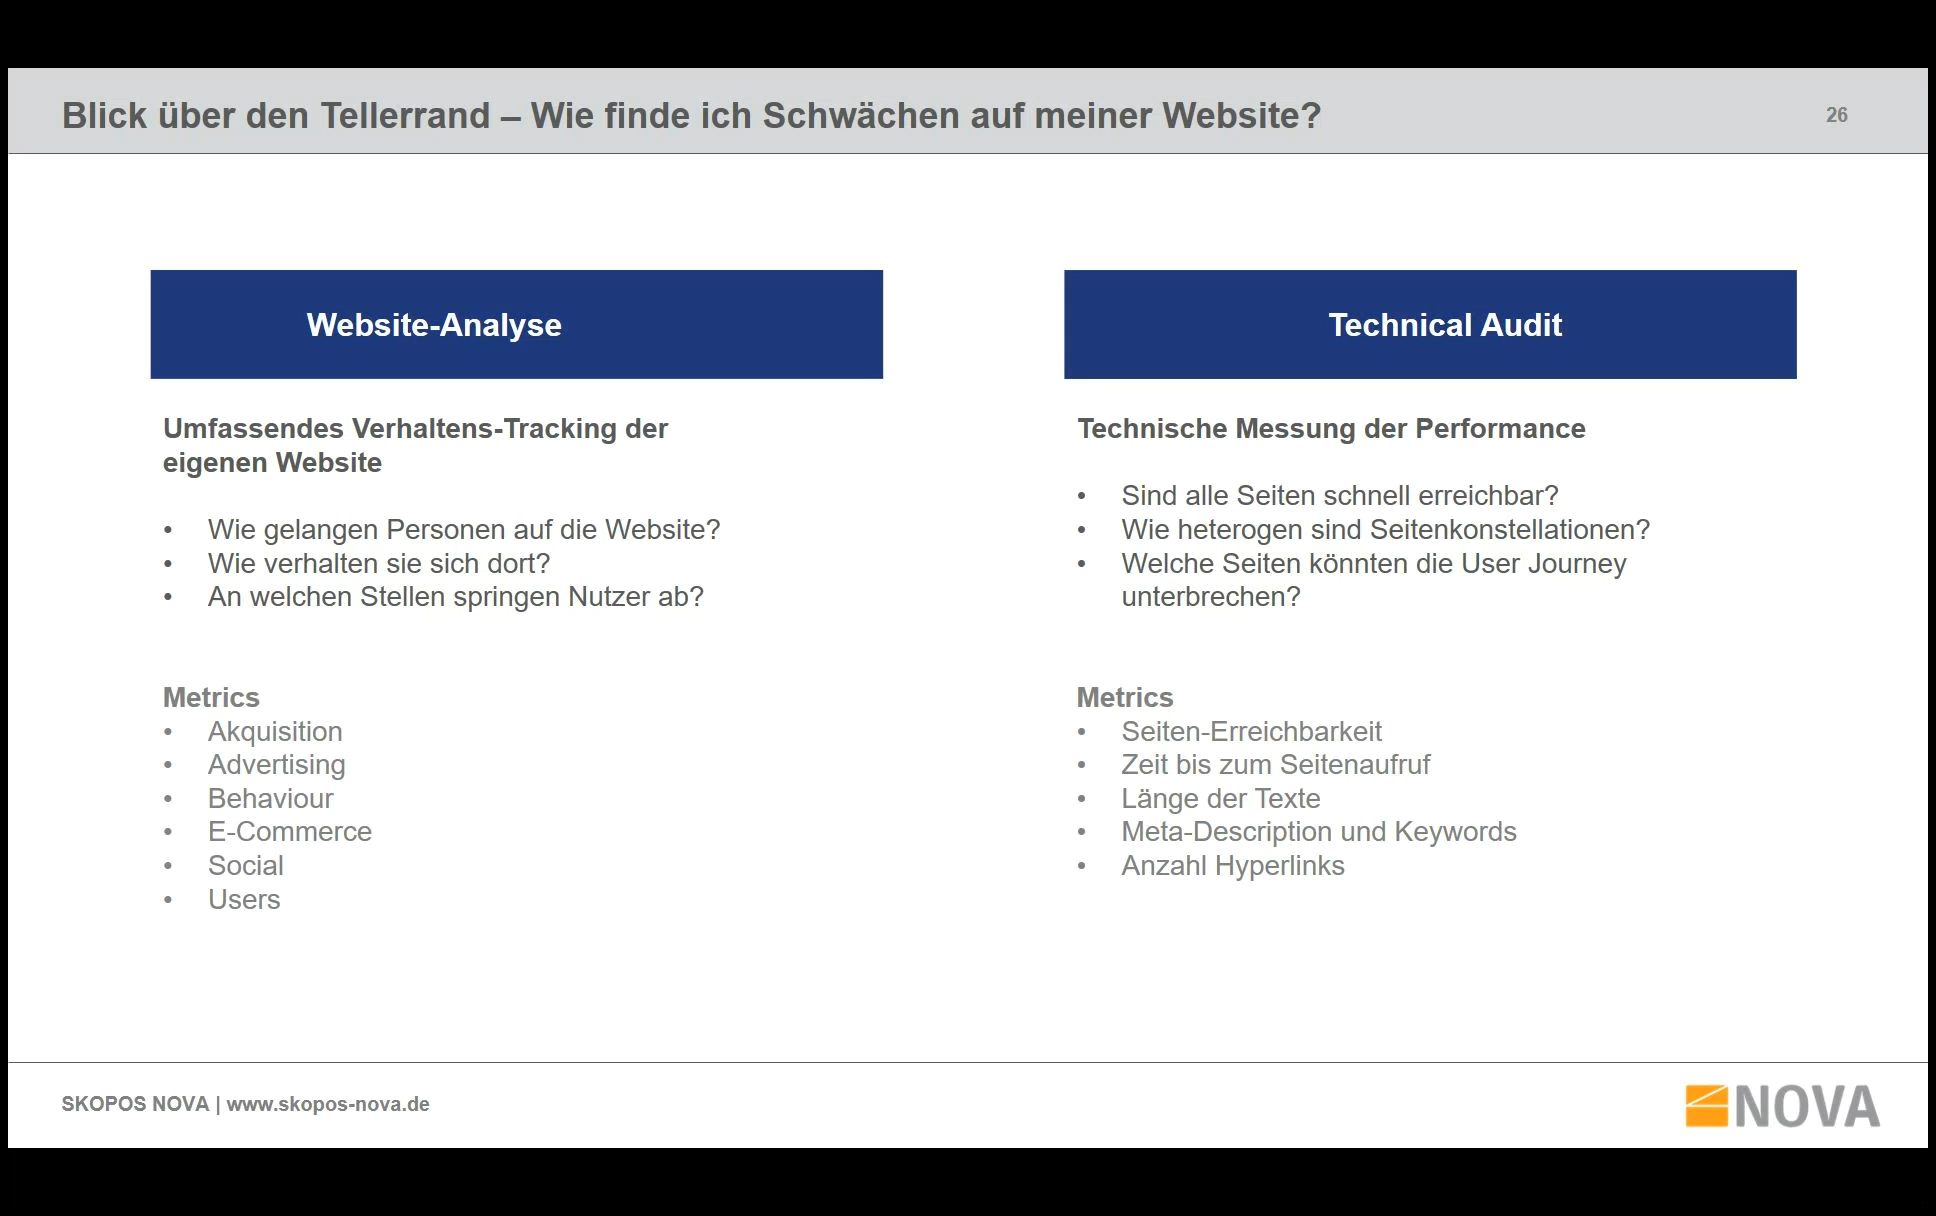 Blick über den Tellerrand – Wie finde ich Schwächen auf meiner Website?
26
Website-Analyse
Umfassendes Verhaltens-Tracking der
eigenen Website
• Wie gelangen Personen auf die Website?
• Wie verhalten sie sich dort?
• An welchen Stellen springen Nutzer ab?
Metrics
• Akquisition
• Advertising
• Behaviour
• E-Commerce
• Social
• Users
Technical Audit
Technische Messung der Performance
• Sind alle Seiten schnell erreichbar?
• Wie heterogen sind Seitenkonstellationen?
• Welche Seiten könnten die User Journey
unterbrechen?
Metrics
• Seiten-Erreichbarkeit
• Zeit bis zum Seitenaufruf
• Länge der Texte
• Meta-Description und Keywords
• Anzahl Hyperlinks
SKOPOS NOVA | www.skopos-nova.de
NOVA